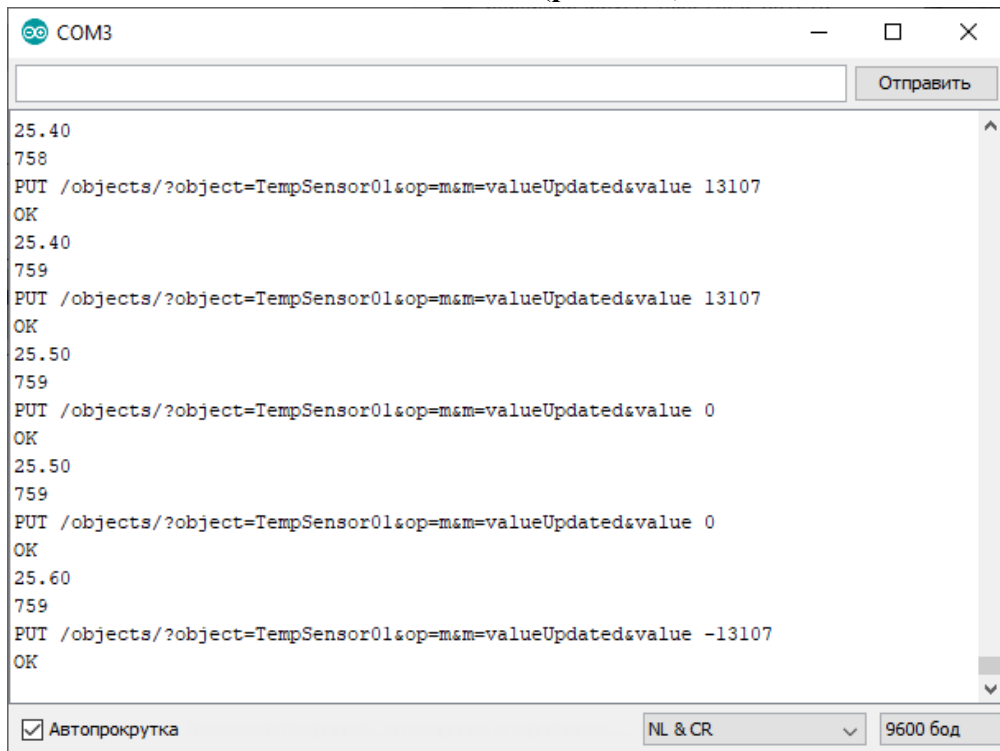 COM3
Отправить
25.40
758
PUT /objects/?object=TempSensor01&op=m&m=valueUpdated&value 13107
OK
25.40
759
PUT /objects/?object=TempSensor01&op=m&m=valueUpdated&value 13107
OK
25.50
759
PUT /objects/?object=TempSensor01&op=m&m=valueUpdated&value 0
OK
25.50
759
PUT /objects/?object=TempSensor01&op=m&m=valueUpdated&value 0
OK
25.60
759
PUT /objects/?object=TempSensor01&op=m&m=valueUpdated&value -13107
OK
Автопрокрутка NL & CR 9600 бод